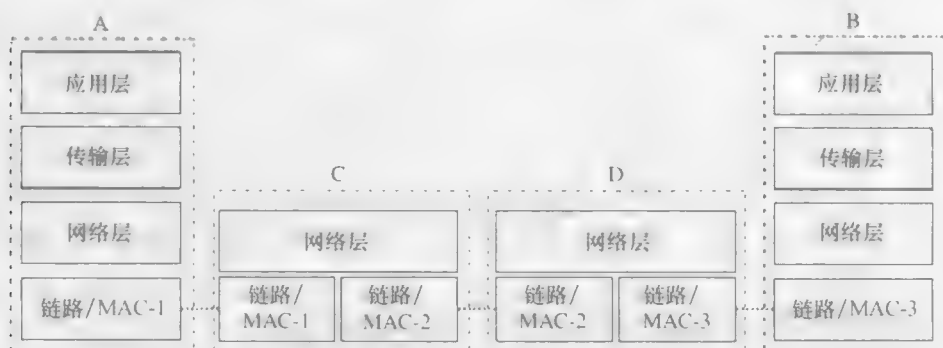 A
B
应用层
应用层
传输层
传输层
C
D
网络层
网络层
网络层
网络层
链路/MAC-1
链路/
MAC-1
链路/
MAC-2
链路/
MAC-2
链路/
MAC-3
链路/MAC-3